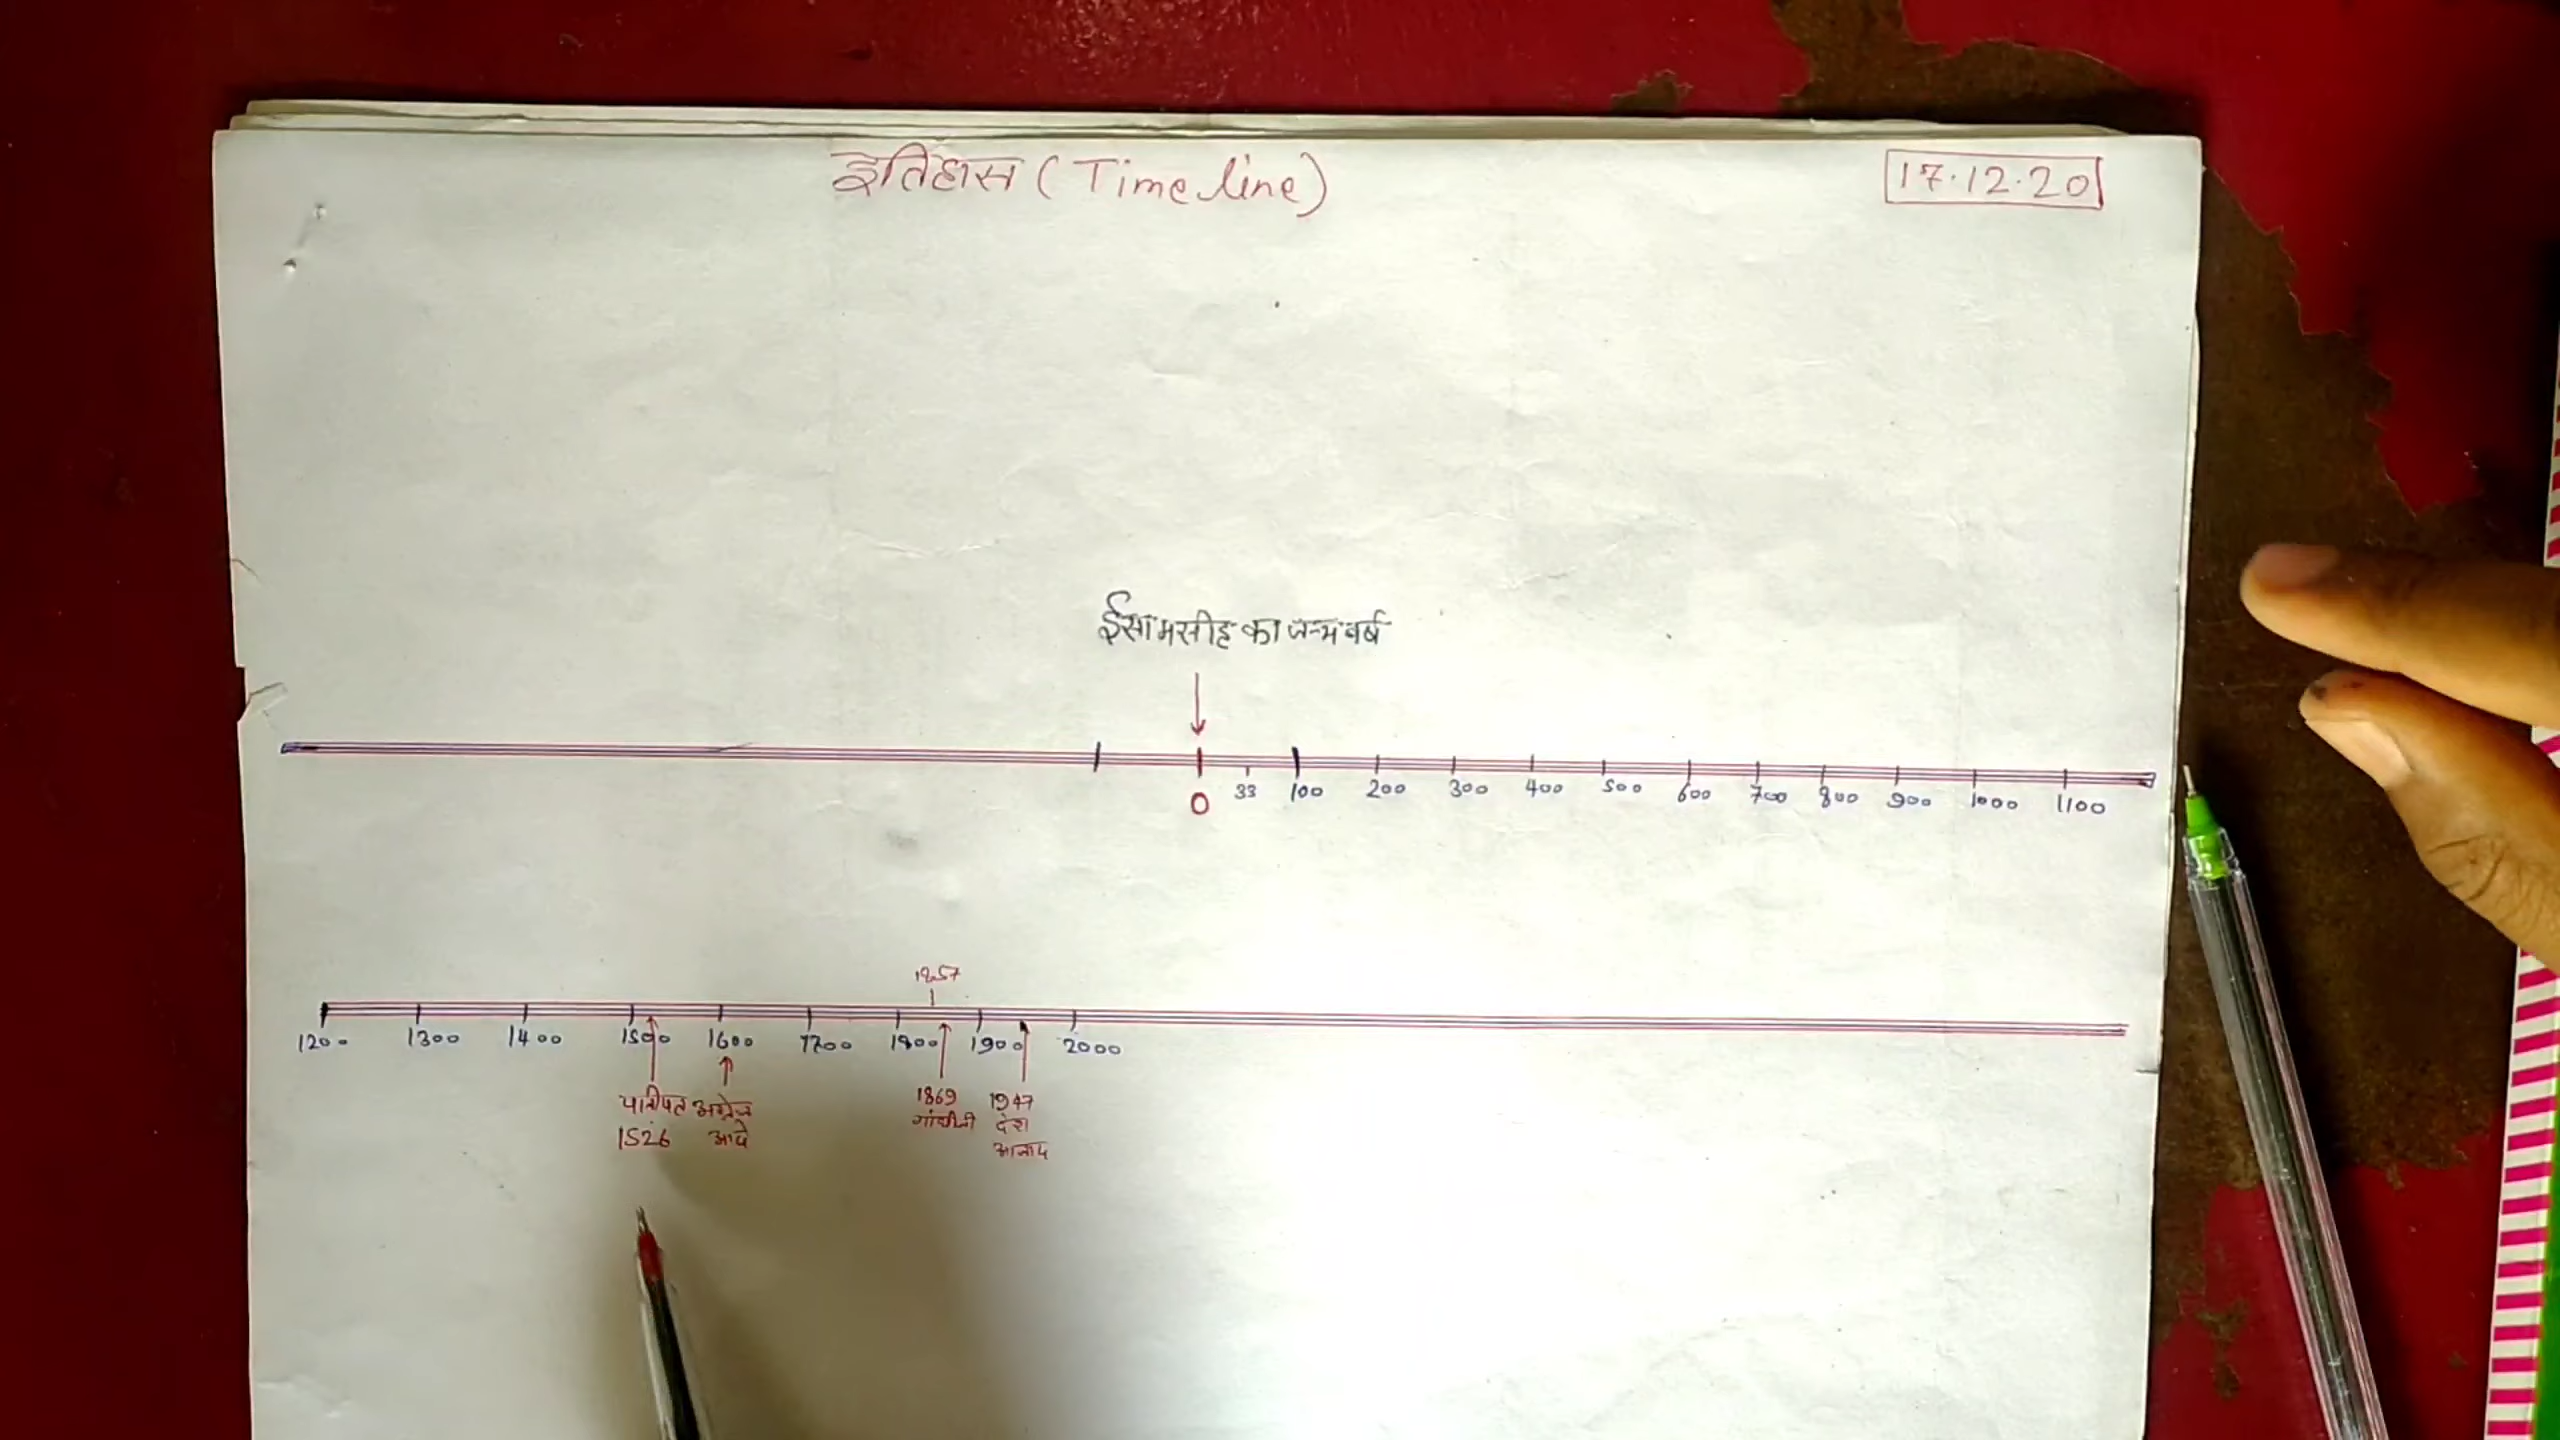 इतिहास (Time line)
17.12.20
ईसा मसीह का जन्म वर्ष
0 33 100 200 300 400 500 600 700 800 900 1000 1100
1857
1200 1300 1400 1500 1600 1700 1800 1900 2000
पानीपत अंग्रेज 1869 1947
1526 आये गांधीजी देश
आजाद